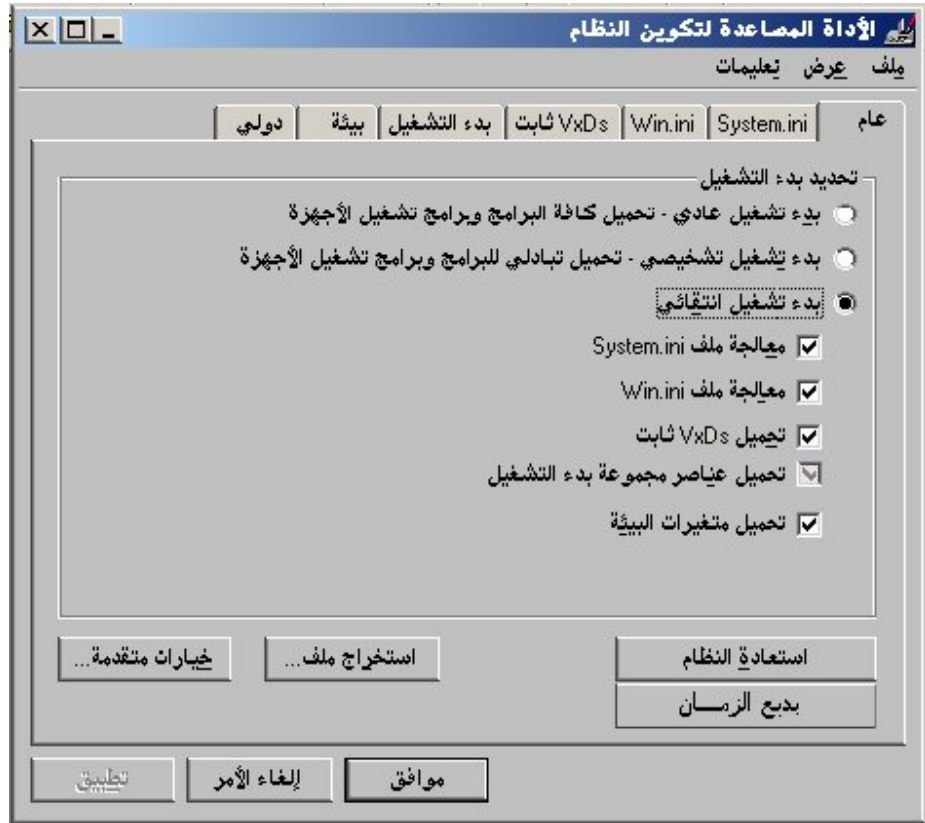 الأداة المصاعدة لتكوين النظام
ملف عرض تعليمات
عام System.ini Win.ini VxDs ثابت بدء التشغيل بيئة دولي
تحديد بدء التشغيل
بدء تشغيل عادي - تحميل كافة البرامج وبرامج تشغيل الأجهزة
بدء تشغيل تشخيصي - تحميل تبادلي للبرامج وبرامج تشغيل الأجهزة
بدء تشغيل انتقائي
معالجة ملف System.ini
معالجة ملف Win.ini
تحميل VxDs ثابت
تحميل عناصر مجموعة بدء التشغيل
تحميل متغيرات البيئة
استعادة النظام استخراج ملف... خيارات متقدمة...
بديع الزمـــان
موافق إلغاء الأمر تطبيق